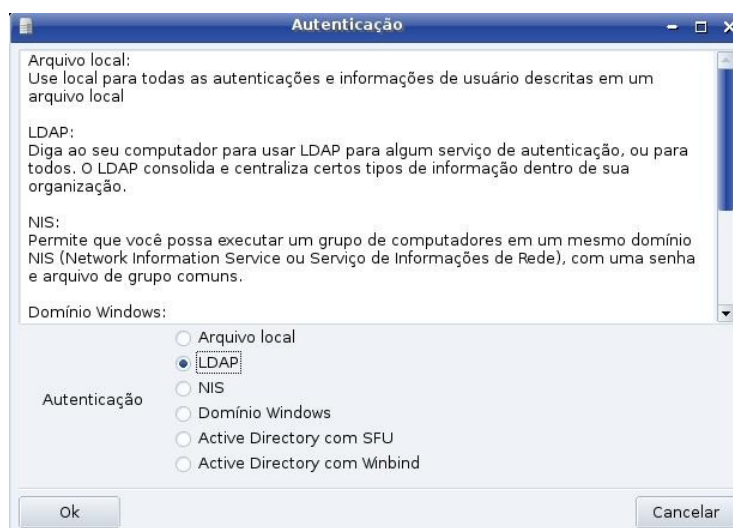 Autenticação
Arquivo local:
Use local para todas as autenticações e informações de usuário descritas em um
arquivo local
LDAP:
Diga ao seu computador para usar LDAP para algum serviço de autenticação, ou para
todos. O LDAP consolida e centraliza certos tipos de informação dentro de sua
organização.
NIS:
Permite que você possa executar um grupo de computadores em um mesmo domínio
NIS (Network Information Service ou Serviço de Informações de Rede), com uma senha
e arquivo de grupo comuns.
Domínio Windows:
Autenticação
Arquivo local
LDAP
NIS
Domínio Windows
Active Directory com SFU
Active Directory com Winbind
Ok
Cancelar